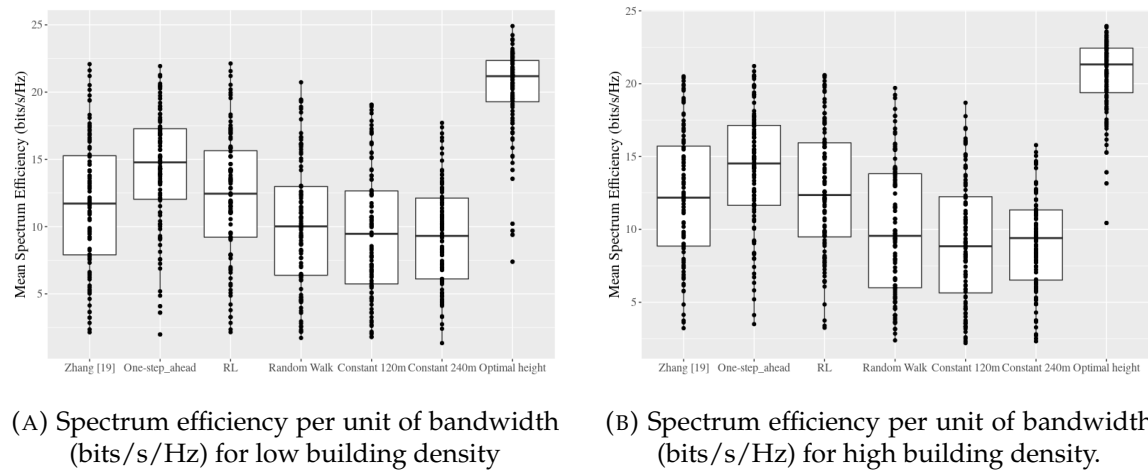 25
20
15
10
5
Mean Spectrum Efficiency (bits/s/Hz)
Zhang [19] One-step_ahead RL Random Walk Constant 120m Constant 240m Optimal height
25
20
15
10
5
Mean Spectrum Efficiency (bits/s/Hz)
Zhang [19] One-step_ahead RL Random Walk Constant 120m Constant 240m Optimal height
(A) Spectrum efficiency per unit of bandwidth
(bits/s/Hz) for low building density
(B) Spectrum efficiency per unit of bandwidth
(bits/s/Hz) for high building density.